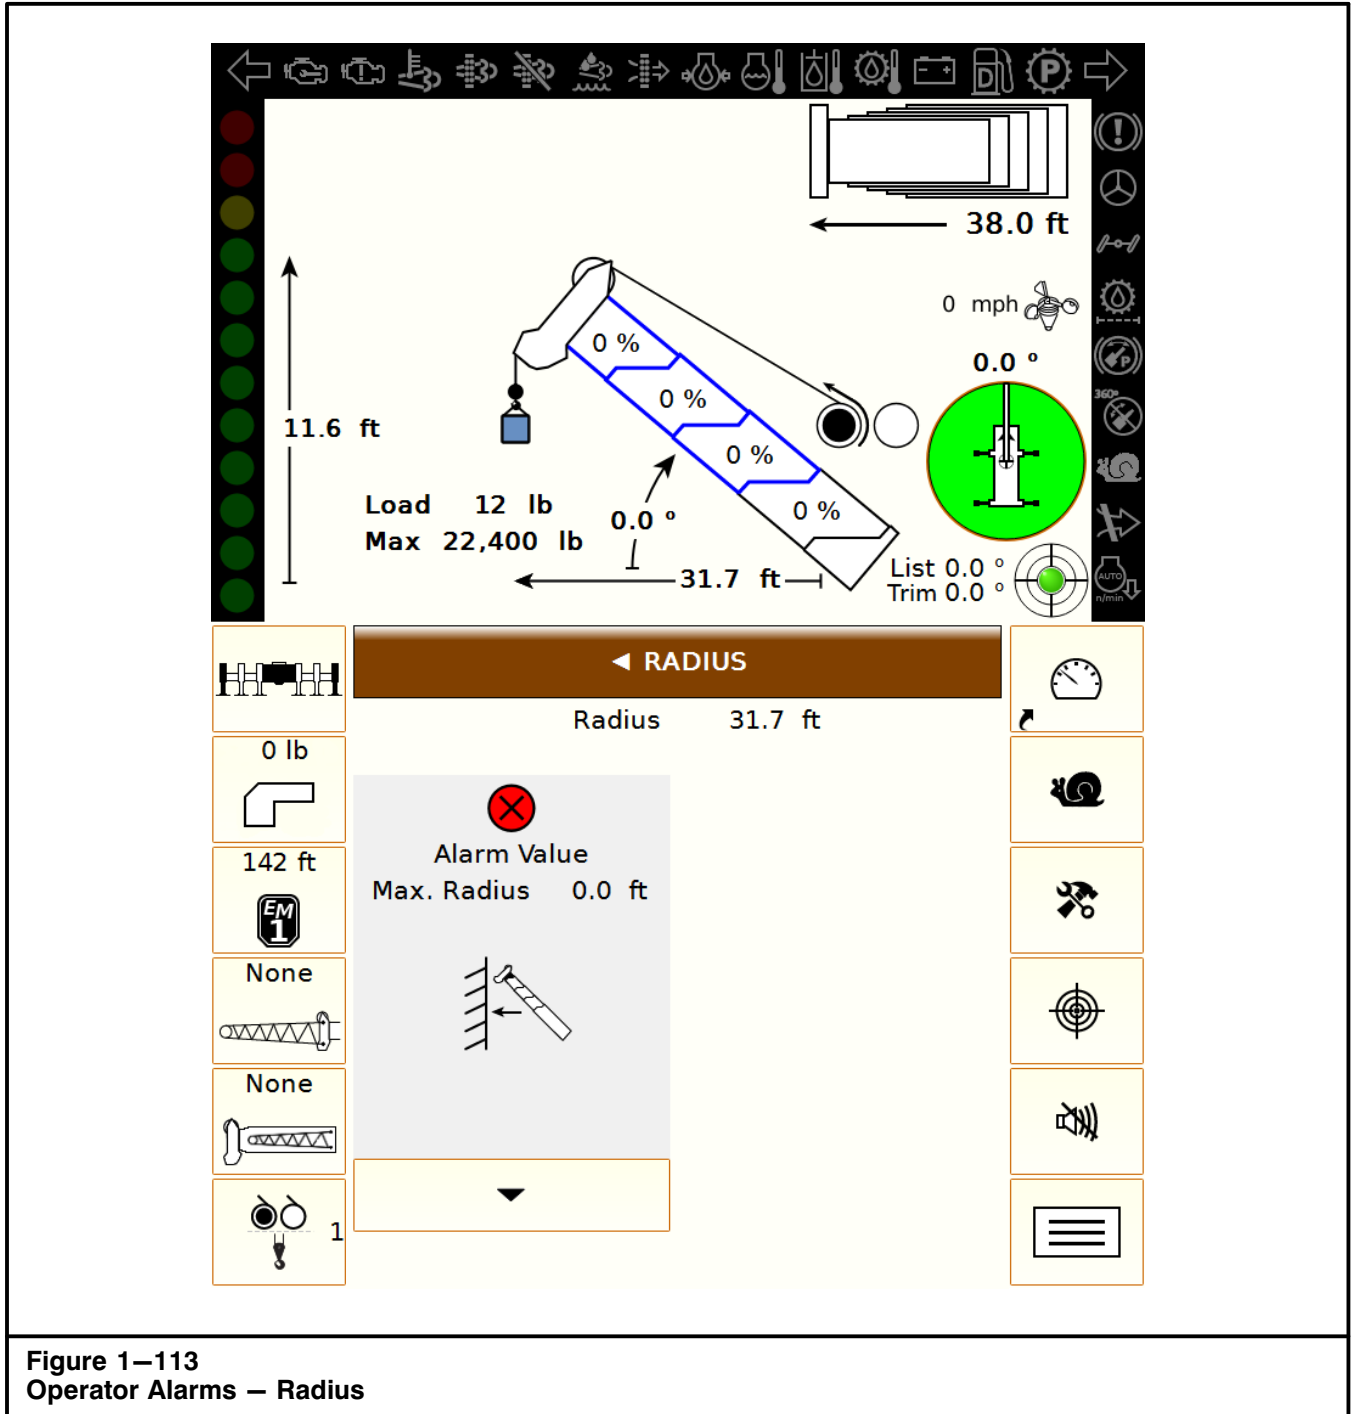 D
P
38.0 ft
0 mph
P
0.0 °
360°
0 %
0 %
11.6 ft
0 %
0 %
Load 12 lb
Max 22,400 lb
0.0 °
31.7 ft
List 0.0 °
Trim 0.0 °
AUTO
n/min
◄ RADIUS
Radius 31.7 ft
0 lb
Alarm Value
Max. Radius 0.0 ft
142 ft
EM
1
None
None
1
Figure 1–113
Operator Alarms – Radius